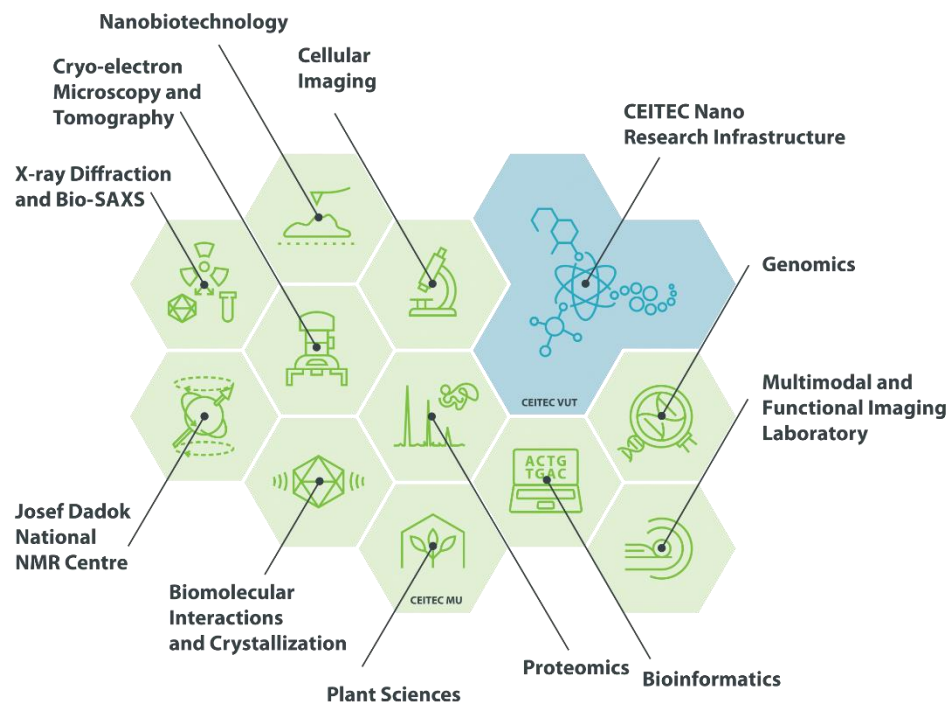 Nanobiotechnology
Cryo-electron
Microscopy and
Tomography
Cellular
Imaging
CEITEC Nano
Research Infrastructure
X-ray Diffraction
and Bio-SAXS
Genomics
Multimodal and
Functional Imaging
Laboratory
CEITEC VUT
ACTG
TGAC
Josef Dadok
National
NMR Centre
Biomolecular
Interactions
and Crystallization
CEITEC MU
Plant Sciences
Proteomics
Bioinformatics